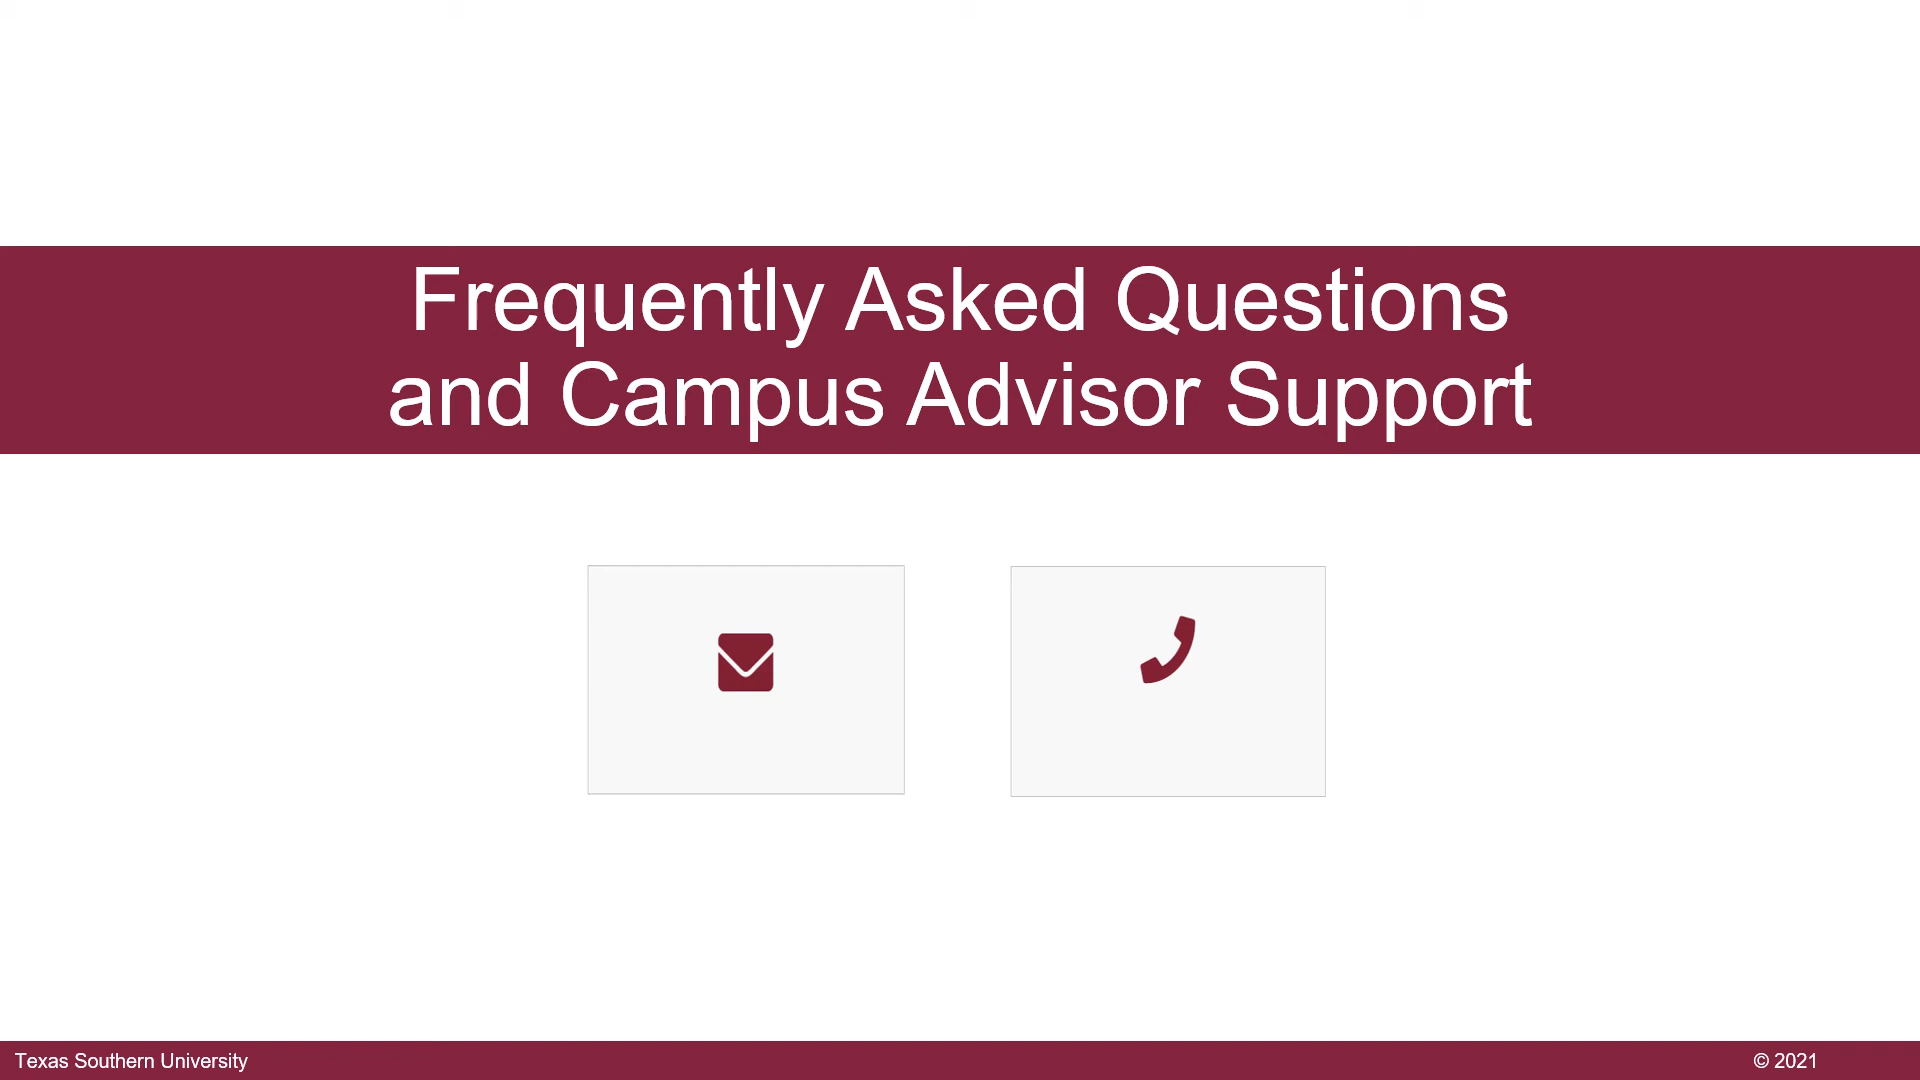 Frequently Asked Questions
and Campus Advisor Support
Texas Southern University
© 2021